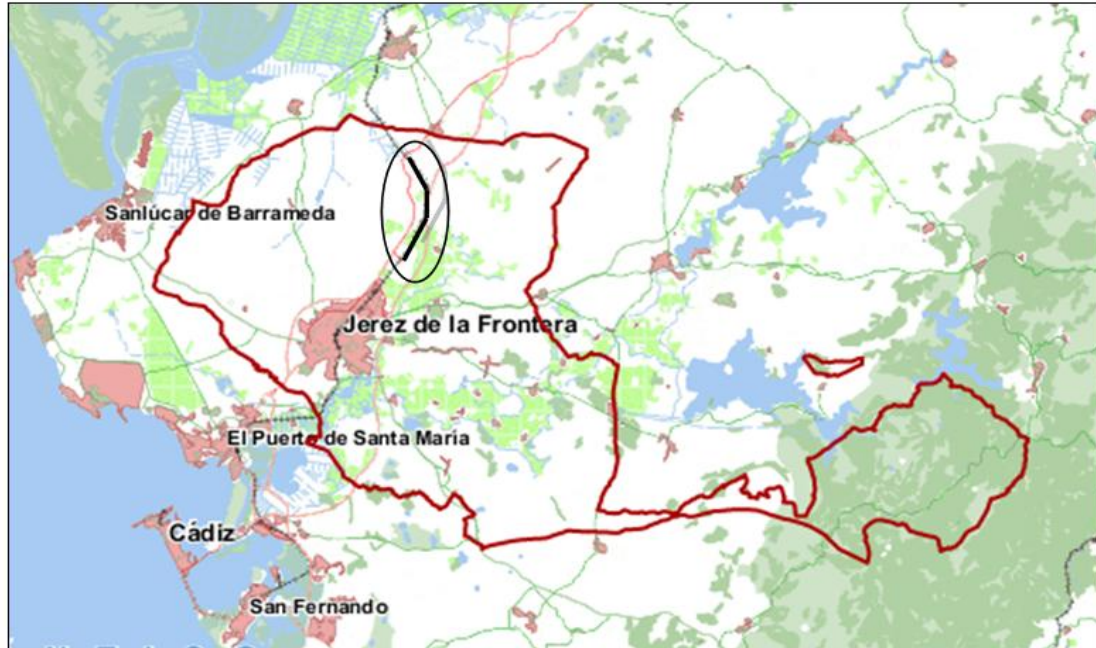 Sanlúcar de Barrameda
Jerez de la Frontera
El Puerto de Santa María
Cádiz
San Fernando